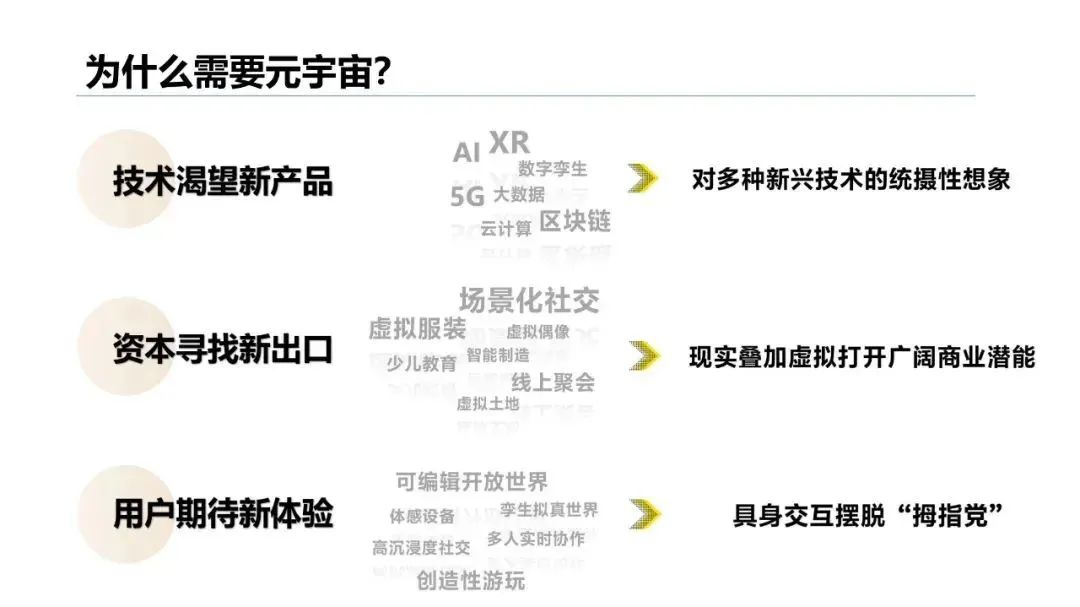 为什么需要元宇宙?
技术渴望新产品
AI XR
数字孪生
5G 大数据
云计算 区块链
对多种新兴技术的统摄性想象
资本寻找新出口
场景化社交
虚拟服装 虚拟偶像
少儿教育 智能制造
线上聚会
虚拟土地
现实叠加虚拟打开广阔商业潜能
用户期待新体验
可编辑开放世界
体感设备 孪生拟真世界
高沉浸度社交 多人实时协作
创造性游玩
具身交互摆脱“拇指党”